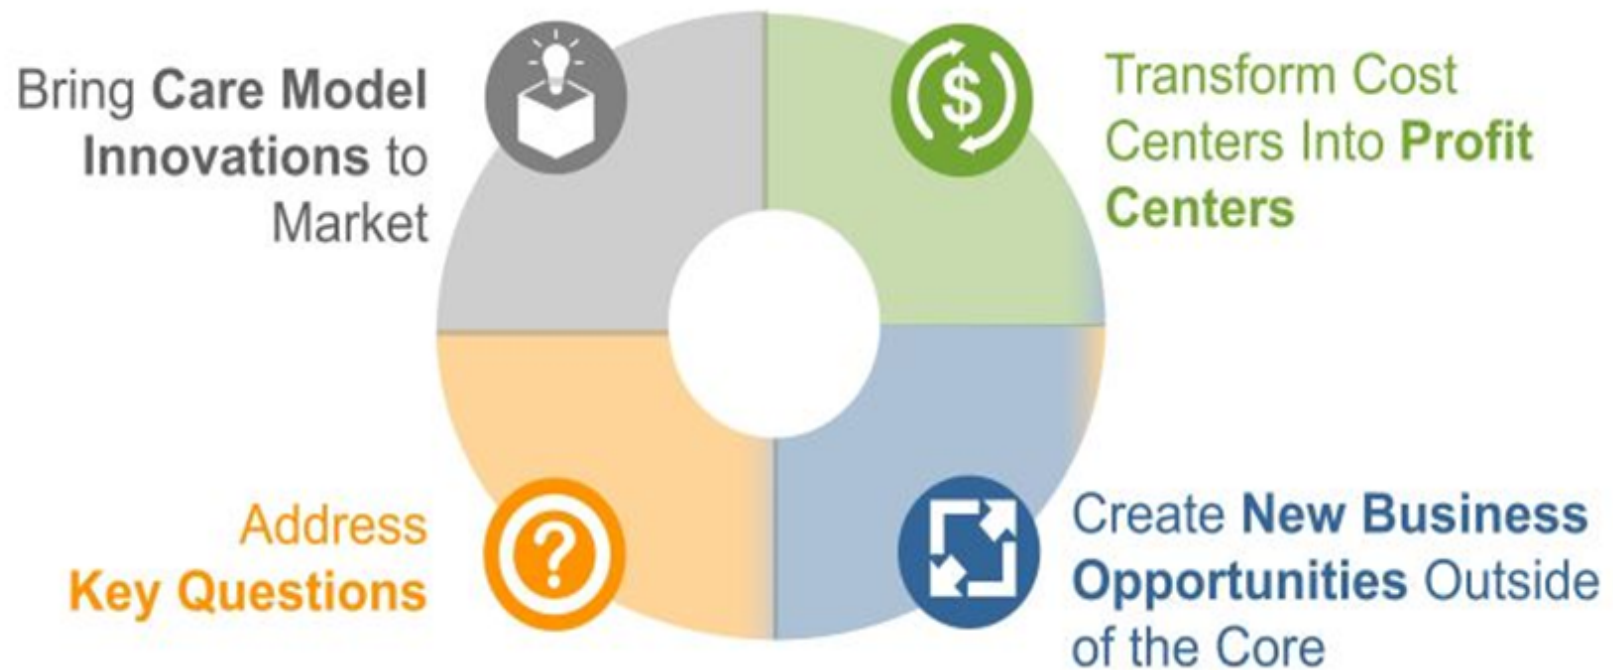 Bring Care Model
Innovations to
Market
$
Transform Cost
Centers Into Profit
Centers
Address
Key Questions
?
Create New Business
Opportunities Outside
of the Core